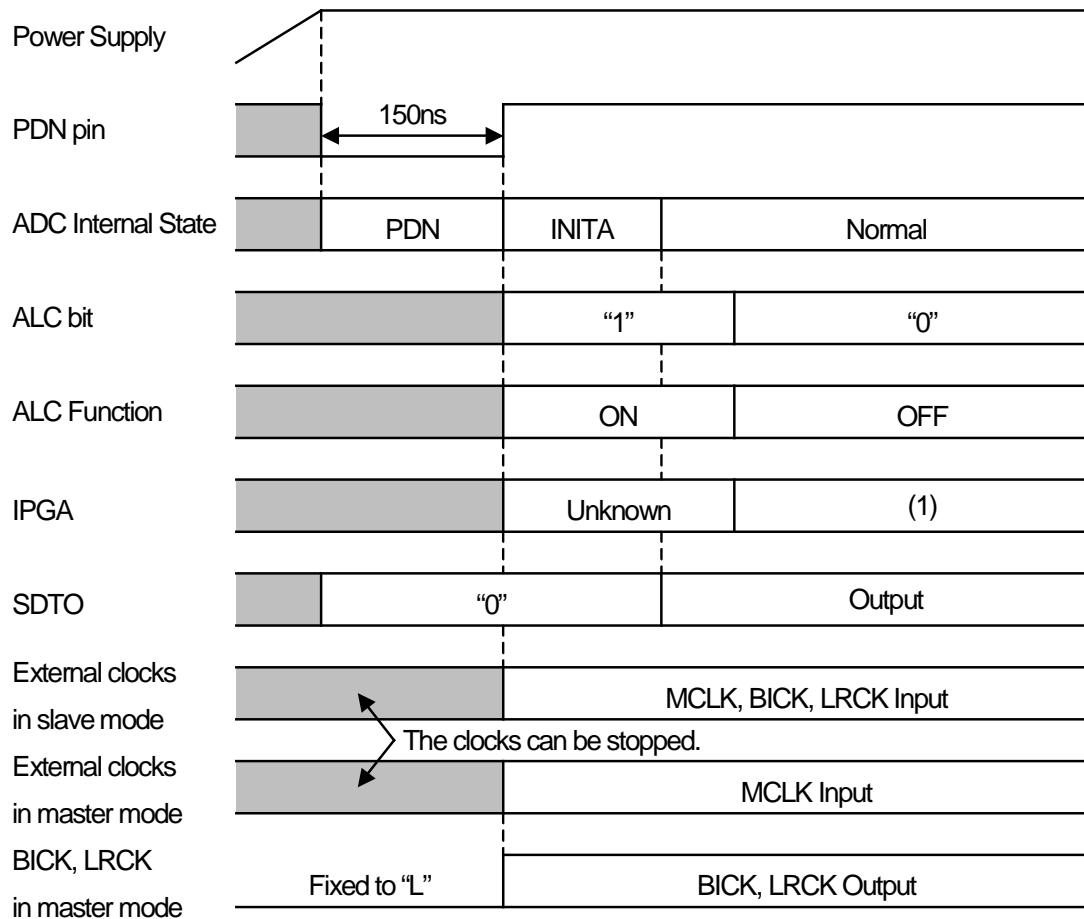 Power Supply
PDN pin
150ns
ADC Internal State
PDN
INITA
Normal
ALC bit
“1”
“0”
ALC Function
ON
OFF
IPGA
Unknown
(1)
SDTO
“0”
Output
External clocks
in slave mode
MCLK, BICK, LRCK Input
The clocks can be stopped.
External clocks
in master mode
MCLK Input
BICK, LRCK
in master mode
Fixed to “L”
BICK, LRCK Output